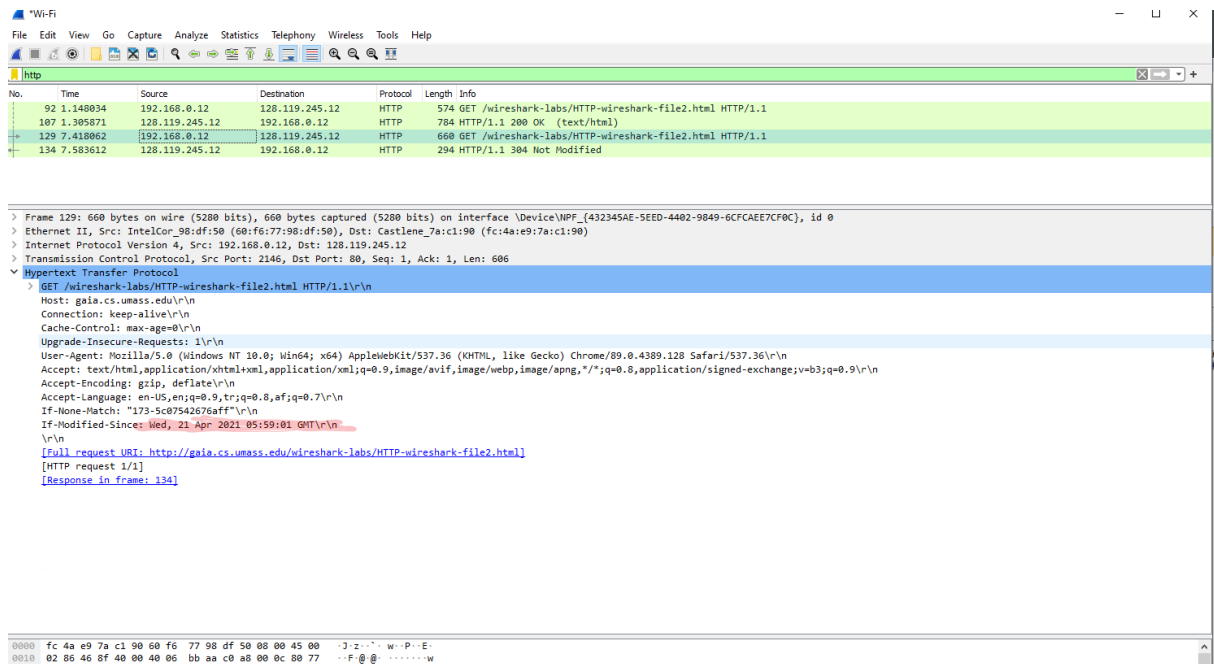 *Wi-Fi
File Edit View Go Capture Analyze Statistics Telephony Wireless Tools Help
http
No. Time Source Destination Protocol Length Info
92 1.148034 192.168.0.12 128.119.245.12 HTTP 574 GET /wireshark-labs/HTTP-wireshark-file2.html HTTP/1.1
107 1.305871 128.119.245.12 192.168.0.12 HTTP 784 HTTP/1.1 200 OK (text/html)
129 7.418062 192.168.0.12 128.119.245.12 HTTP 660 GET /wireshark-labs/HTTP-wireshark-file2.html HTTP/1.1
134 7.583612 128.119.245.12 192.168.0.12 HTTP 294 HTTP/1.1 304 Not Modified
Frame 129: 660 bytes on wire (5280 bits), 660 bytes captured (5280 bits) on interface \Device\NPF_{432345AE-5EED-4402-9849-6CFCAEE7CF0C}, id 0
Ethernet II, Src: IntelCor_98:df:50 (60:f6:77:98:df:50), Dst: Castlene_7a:c1:90 (fc:4a:e9:7a:c1:90)
Internet Protocol Version 4, Src: 192.168.0.12, Dst: 128.119.245.12
Transmission Control Protocol, Src Port: 2146, Dst Port: 80, Seq: 1, Ack: 1, Len: 606
Hypertext Transfer Protocol
GET /wireshark-labs/HTTP-wireshark-file2.html HTTP/1.1\r\n
Host: gaia.cs.umass.edu\r\n
Connection: keep-alive\r\n
Cache-Control: max-age=0\r\n
Upgrade-Insecure-Requests: 1\r\n
User-Agent: Mozilla/5.0 (Windows NT 10.0; Win64; x64) AppleWebKit/537.36 (KHTML, like Gecko) Chrome/89.0.4389.128 Safari/537.36\r\n
Accept: text/html,application/xhtml+xml,application/xml;q=0.9,image/avif,image/webp,image/apng,*/*;q=0.8,application/signed-exchange;v=b3;q=0.9\r\n
Accept-Encoding: gzip, deflate\r\n
Accept-Language: en-US,en;q=0.9,tr;q=0.8,af;q=0.7\r\n
If-None-Match: "173-5c07542676aff"\r\n
If-Modified-Since: Wed, 21 Apr 2021 05:59:01 GMT\r\n
\r\n
[Full request URI: http://gaia.cs.umass.edu/wireshark-labs/HTTP-wireshark-file2.html]
[HTTP request 1/1]
[Response in frame: 134]
0000 fc 4a e9 7a c1 90 60 f6 77 98 df 50 08 00 45 00 ·J·z··`· w··P··E·
0010 02 86 46 8f 40 00 40 06 bb aa c0 a8 00 0c 80 77 ··F·@·@· ·······w